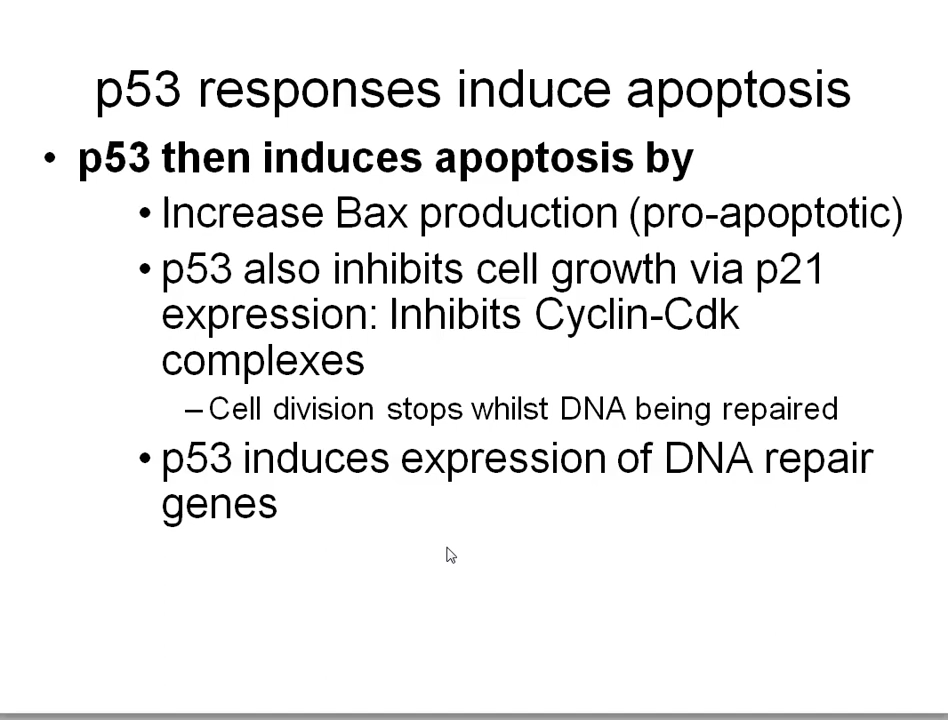 p53 responses induce apoptosis
• p53 then induces apoptosis by
• Increase Bax production (pro-apoptotic)
• p53 also inhibits cell growth via p21
expression: Inhibits Cyclin-Cdk
complexes
– Cell division stops whilst DNA being repaired
• p53 induces expression of DNA repair
genes